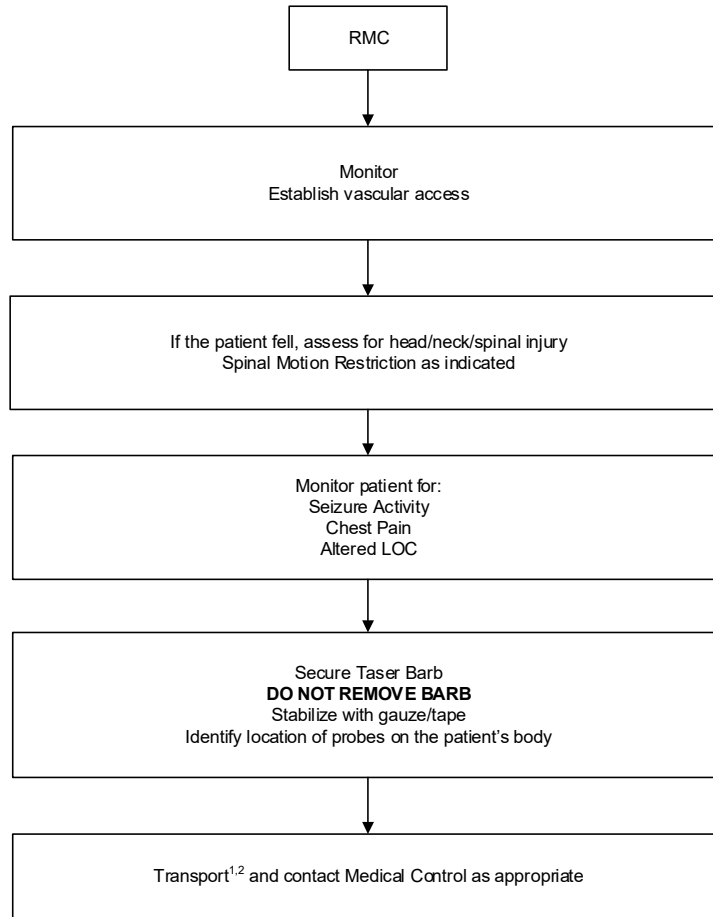 RMC
Monitor
Establish vascular access
If the patient fell, assess for head/neck/spinal injury
Spinal Motion Restriction as indicated
Monitor patient for:
Seizure Activity
Chest Pain
Altered LOC
Secure Taser Barb
DO NOT REMOVE BARB
Stabilize with gauze/tape
Identify location of probes on the patient’s body
Transport1,2 and contact Medical Control as appropriate